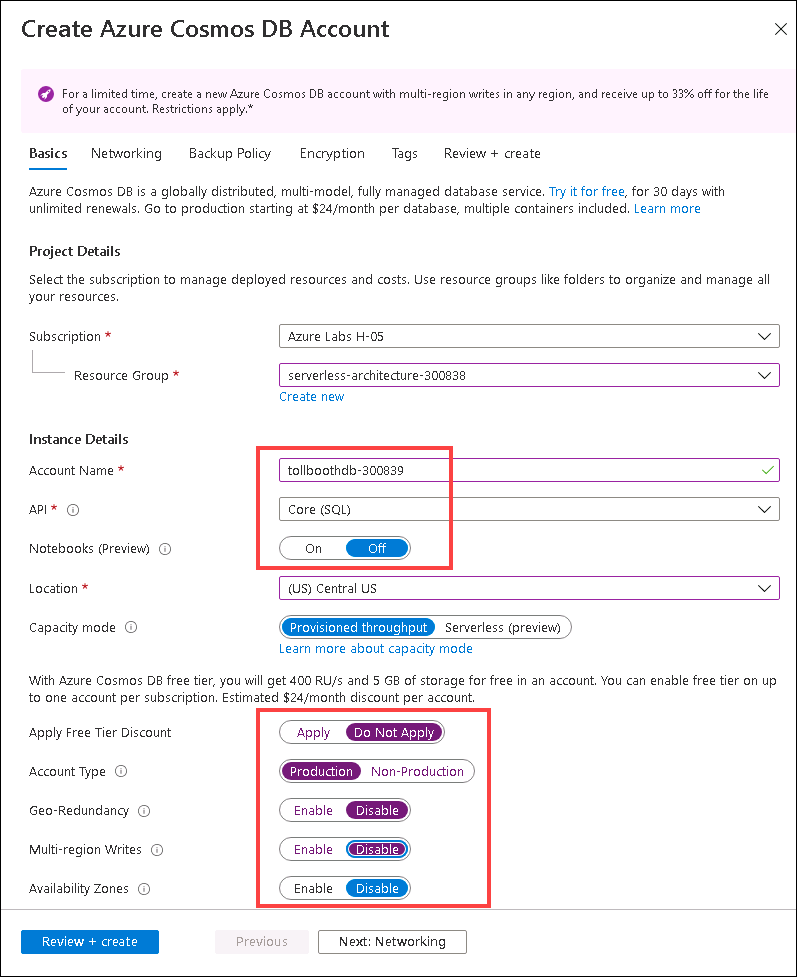 Create Azure Cosmos DB Account
For a limited time, create a new Azure Cosmos DB account with multi-region writes in any region, and receive up to 33% off for the life
of your account. Restrictions apply.*
Basics Networking Backup Policy Encryption Tags Review + create
Azure Cosmos DB is a globally distributed, multi-model, fully managed database service. Try it for free, for 30 days with
unlimited renewals. Go to production starting at $24/month per database, multiple containers included. Learn more
Project Details
Select the subscription to manage deployed resources and costs. Use resource groups like folders to organize and manage all
your resources.
Subscription * Azure Labs H-05
Resource Group * serverless-architecture-300838
Create new
Instance Details
Account Name * tollboothdb-300839
API * Core (SQL)
Notebooks (Preview) On Off
Location * (US) Central US
Capacity mode Provisioned throughput Serverless (preview)
Learn more about capacity mode
With Azure Cosmos DB free tier, you will get 400 RU/s and 5 GB of storage for free in an account. You can enable free tier on up
to one account per subscription. Estimated $24/month discount per account.
Apply Free Tier Discount Apply Do Not Apply
Account Type Production Non-Production
Geo-Redundancy Enable Disable
Multi-region Writes Enable Disable
Availability Zones Enable Disable
Review + create Previous Next: Networking